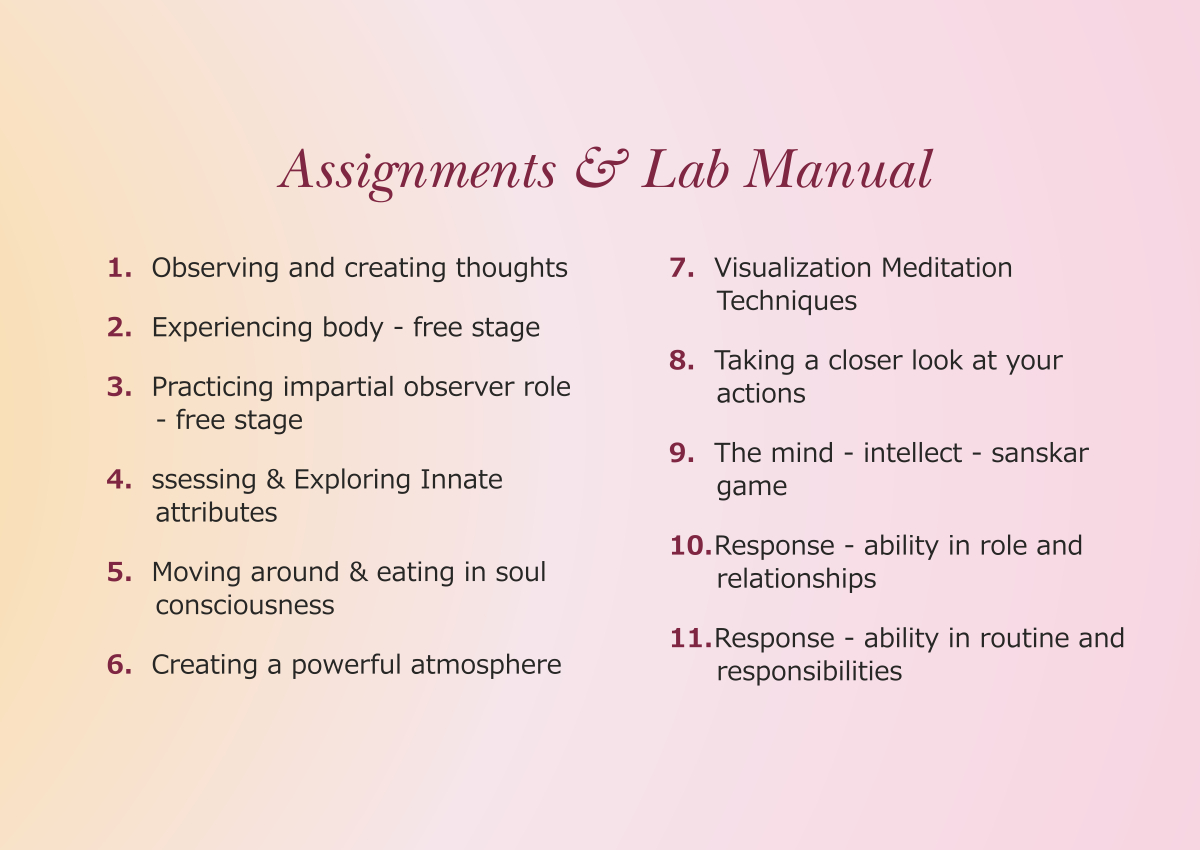 Assignments & Lab Manual
1. Observing and creating thoughts
2. Experiencing body - free stage
3. Practicing impartial observer role
- free stage
4. ssessing & Exploring Innate
attributes
5. Moving around & eating in soul
consciousness
6. Creating a powerful atmosphere
7. Visualization Meditation
Techniques
8. Taking a closer look at your
actions
9. The mind - intellect - sanskar
game
10.Response - ability in role and
relationships
11.Response - ability in routine and
responsibilities